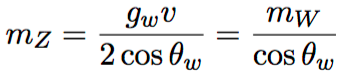 m_Z = \frac{g_w v}{2 \cos \theta_w} = \frac{m_W}{\cos \theta_w}